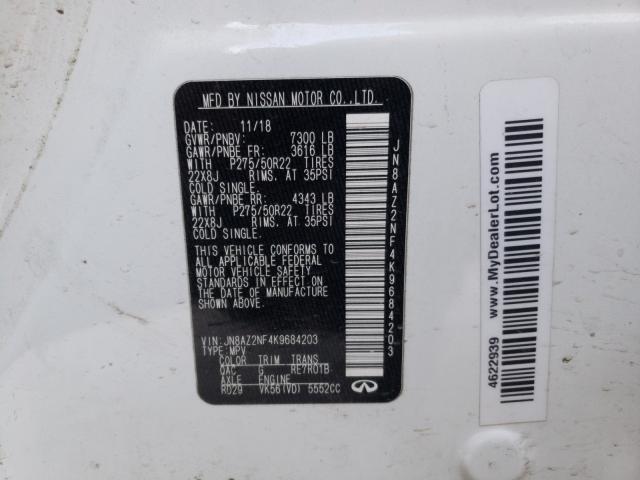 MFD BY NISSAN MOTOR CO.,LTD.
DATE: 11/18
GVWR/PNBV: 7300 LB
GAWR/PNBE FR: 3616 LB
WITH P275/50R22 TIRES
22X8J RIMS. AT 35PSI
COLD SINGLE.
GAWR/PNBE RR: 4343 LB
WITH P275/50R22 TIRES
22X8J RIMS. AT 35PSI
COLD SINGLE.
THIS VEHICLE CONFORMS TO
ALL APPLICABLE FEDERAL
MOTOR VEHICLE SAFETY
STANDARDS IN EFFECT ON
THE DATE OF MANUFACTURE
SHOWN ABOVE.
VIN: JN8AZ2NF4K9684203
TYPE: MPV
COLOR TRIM TRANS
QAC G RE7R01B
AXLE ENGINE
RD29 VK56(VD) 5552CC
JN8AZ2NF4K9684203
INFINITI
www.MyDealerLot.com
4622939